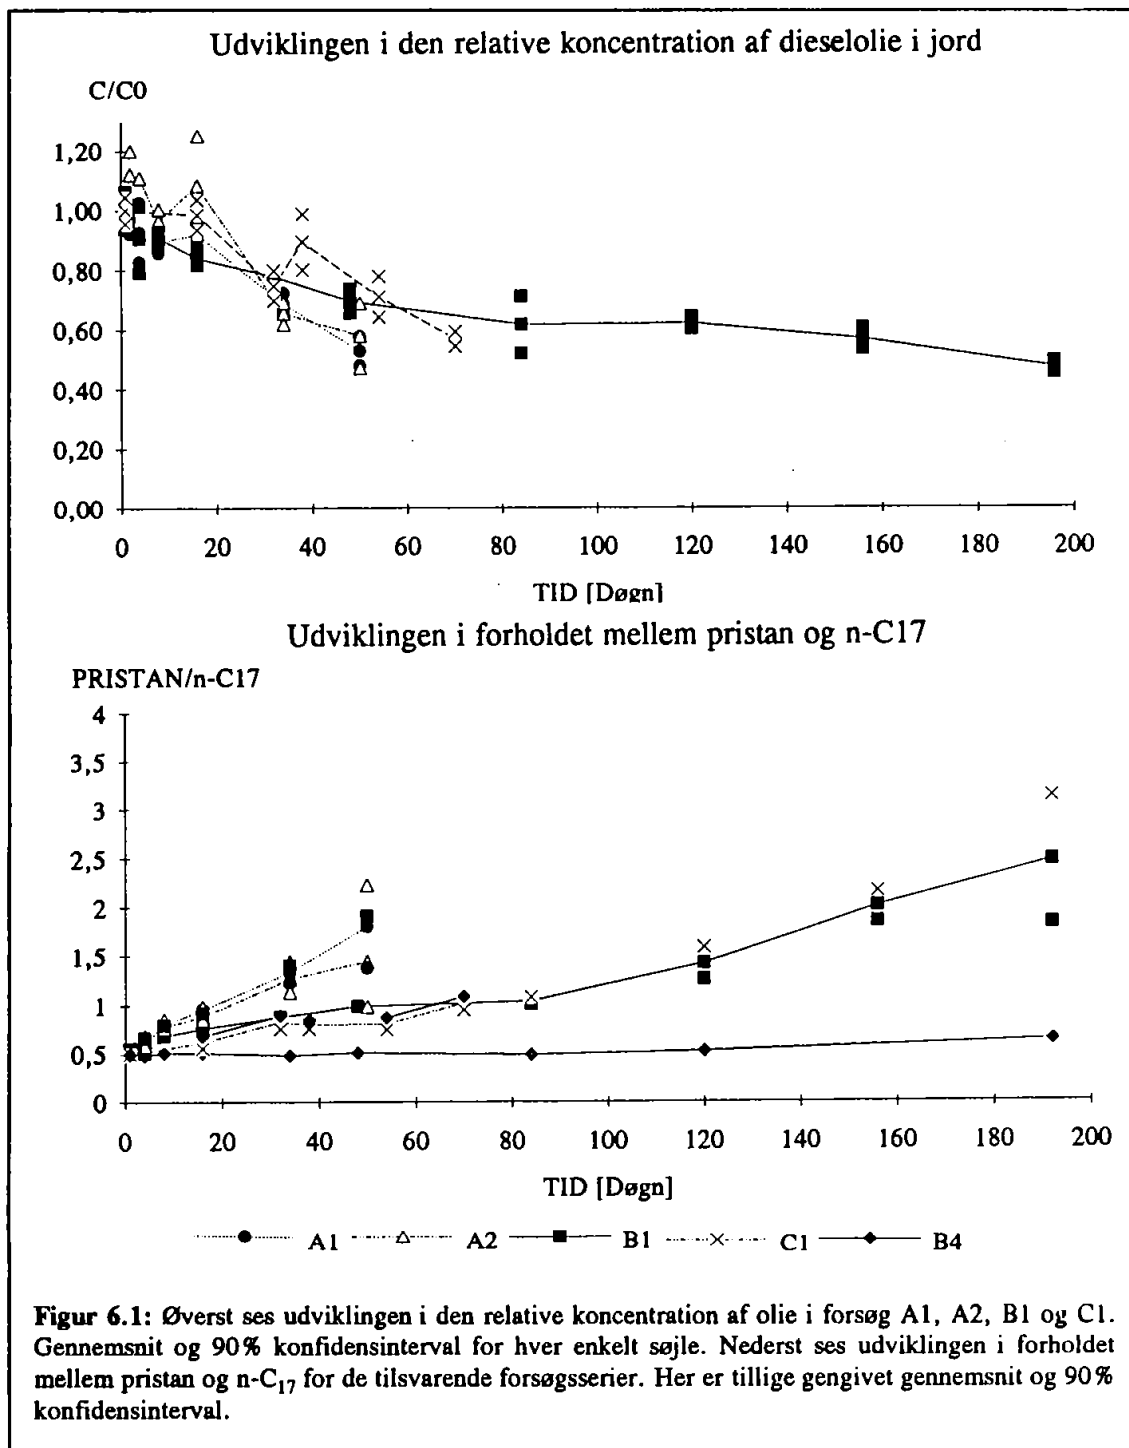 Udviklingen i den relative koncentration af dieselolie i jord
C/C0
1,20
1,00
0,80
0,60
0,40
0,20
0,00
0 20 40 60 80 100 120 140 160 180 200
TID [Døgn]
Udviklingen i forholdet mellem pristan og n-C17
PRISTAN/n-C17
4
3,5
3
2,5
2
1,5
1
0,5
0
0 20 40 60 80 100 120 140 160 180 200
TID [Døgn]
A1 A2 B1 C1 B4
Figur 6.1: Øverst ses udviklingen i den relative koncentration af olie i forsøg A1, A2, B1 og C1.
Gennemsnit og 90% konfidensinterval for hver enkelt søjle. Nederst ses udviklingen i forholdet
mellem pristan og n-C₁₇ for de tilsvarende forsøgsserier. Her er tillige gengivet gennemsnit og 90%
konfidensinterval.